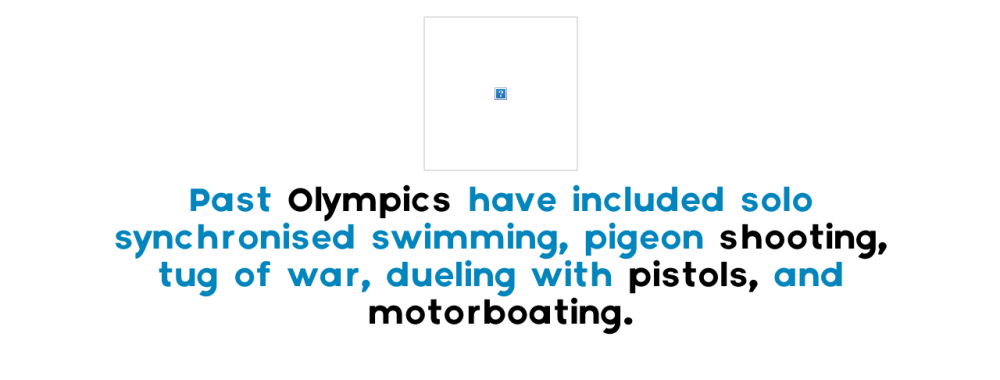 Past Olympics have included solo
synchronised swimming, pigeon shooting,
tug of war, dueling with pistols, and
motorboating.